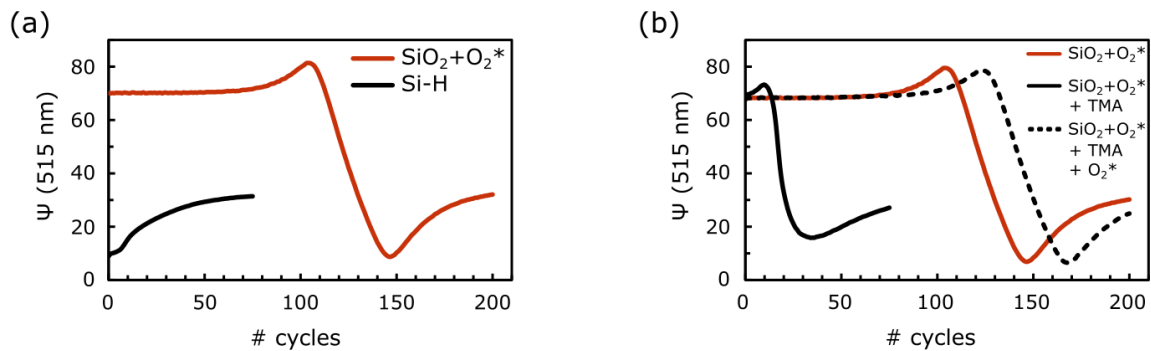 (a)
Ψ (515 nm)
80
60
40
20
0
SiO₂+O₂*
Si-H
0 50 100 150 200
# cycles
(b)
Ψ (515 nm)
80
60
40
20
0
SiO₂+O₂*
SiO₂+O₂*
+ TMA
SiO₂+O₂*
+ TMA
+ O₂*
0 50 100 150 200
# cycles